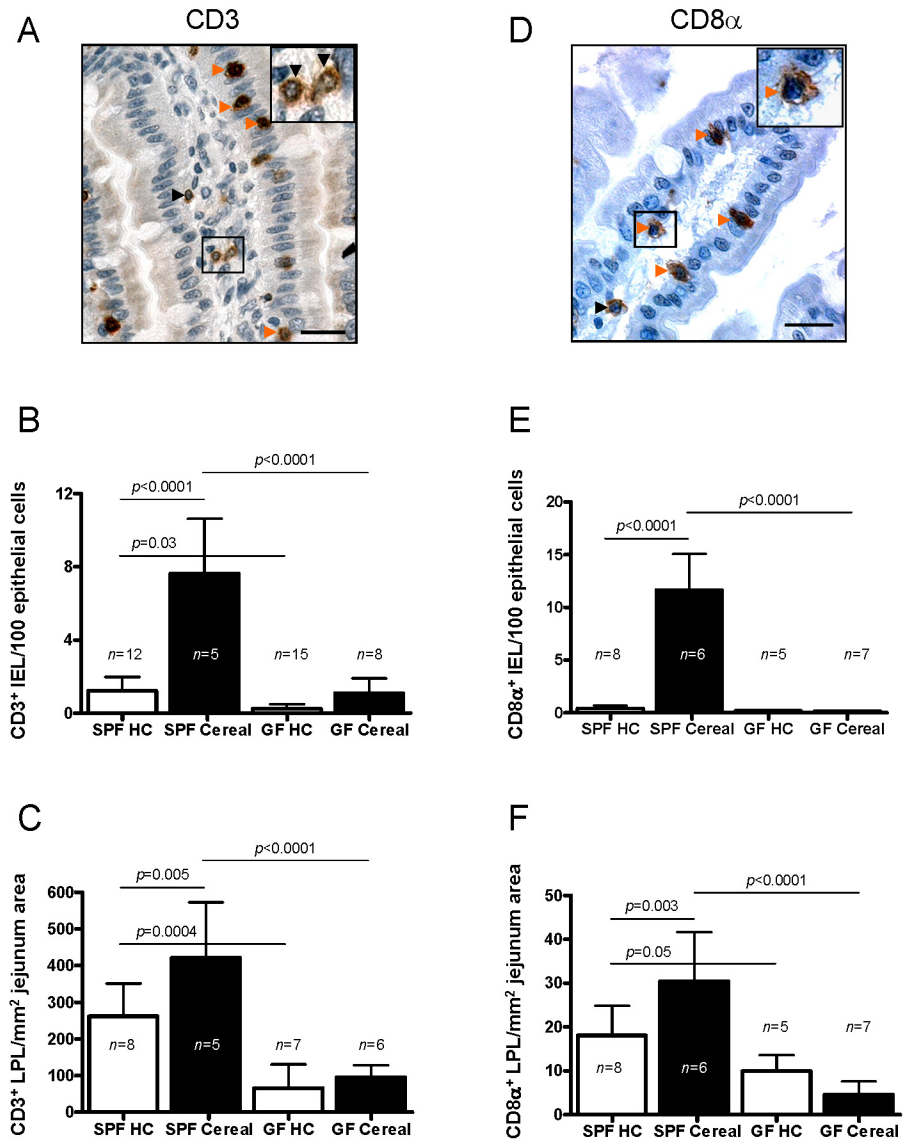 CD3
CD8α
A
D
B
CD3⁺ IEL/100 epithelial cells
12
8
4
0
p<0.0001
p<0.0001
p=0.03
n=12
n=5
n=15
n=8
SPF HC
SPF Cereal
GF HC
GF Cereal
E
CD8α⁺ IEL/100 epithelial cells
20
15
10
5
0
p<0.0001
p<0.0001
n=8
n=6
n=5
n=7
SPF HC
SPF Cereal
GF HC
GF Cereal
C
CD3⁺ LPL/mm² jejunum area
600
500
400
300
200
100
0
p<0.0001
p=0.005
p=0.0004
n=8
n=5
n=7
n=6
SPF HC
SPF Cereal
GF HC
GF Cereal
F
CD8α⁺ LPL/mm² jejunum area
50
40
30
20
10
0
p<0.0001
p=0.003
p=0.05
n=8
n=6
n=5
n=7
SPF HC
SPF Cereal
GF HC
GF Cereal